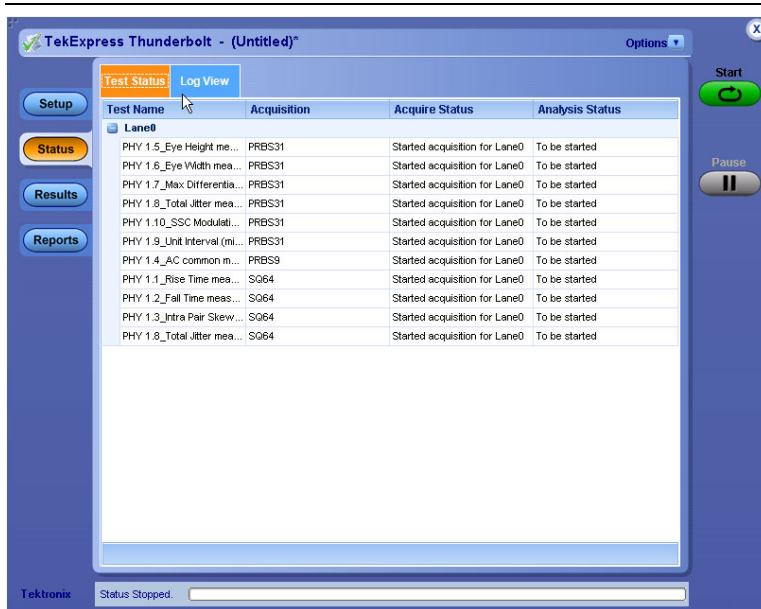 TekExpress Thunderbolt - (Untitled)*
Options
x
Start
Pause
Setup
Status
Results
Reports
Test Status Log View
Test Name Acquisition Acquire Status Analysis Status
Lane0
PHY 1.5_Eye Height me... PRBS31 Started acquisition for Lane0 To be started
PHY 1.6_Eye Width mea... PRBS31 Started acquisition for Lane0 To be started
PHY 1.7_Max Differentia... PRBS31 Started acquisition for Lane0 To be started
PHY 1.8_Total Jitter mea... PRBS31 Started acquisition for Lane0 To be started
PHY 1.10_SSC Modulati... PRBS31 Started acquisition for Lane0 To be started
PHY 1.9_Unit Interval (mi... PRBS31 Started acquisition for Lane0 To be started
PHY 1.4_AC common m... PRBS9 Started acquisition for Lane0 To be started
PHY 1.1_Rise Time mea... SQ64 Started acquisition for Lane0 To be started
PHY 1.2_Fall Time meas... SQ64 Started acquisition for Lane0 To be started
PHY 1.3_Intra Pair Skew... SQ64 Started acquisition for Lane0 To be started
PHY 1.8_Total Jitter mea... SQ64 Started acquisition for Lane0 To be started
Tektronix
Status Stopped.